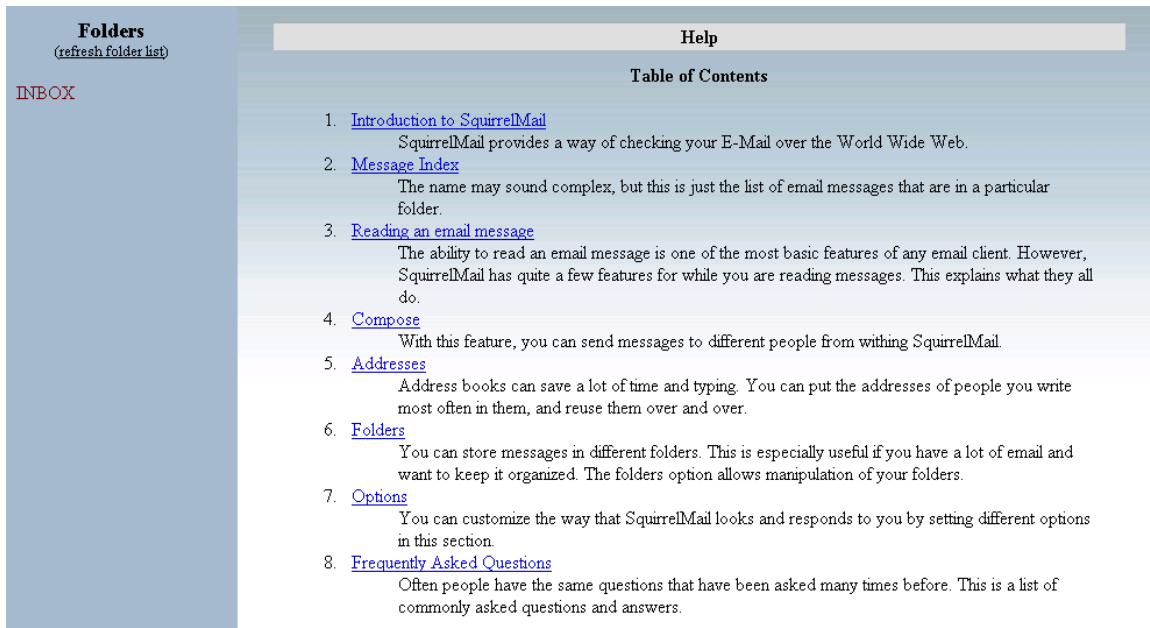 Folders
(refresh folder list)
INBOX
Help
Table of Contents
1. Introduction to SquirrelMail
SquirrelMail provides a way of checking your E-Mail over the World Wide Web.
2. Message Index
The name may sound complex, but this is just the list of email messages that are in a particular
folder.
3. Reading an email message
The ability to read an email message is one of the most basic features of any email client. However,
SquirrelMail has quite a few features for while you are reading messages. This explains what they all
do.
4. Compose
With this feature, you can send messages to different people from withing SquirrelMail.
5. Addresses
Address books can save a lot of time and typing. You can put the addresses of people you write
most often in them, and reuse them over and over.
6. Folders
You can store messages in different folders. This is especially useful if you have a lot of email and
want to keep it organized. The folders option allows manipulation of your folders.
7. Options
You can customize the way that SquirrelMail looks and responds to you by setting different options
in this section.
8. Frequently Asked Questions
Often people have the same questions that have been asked many times before. This is a list of
commonly asked questions and answers.